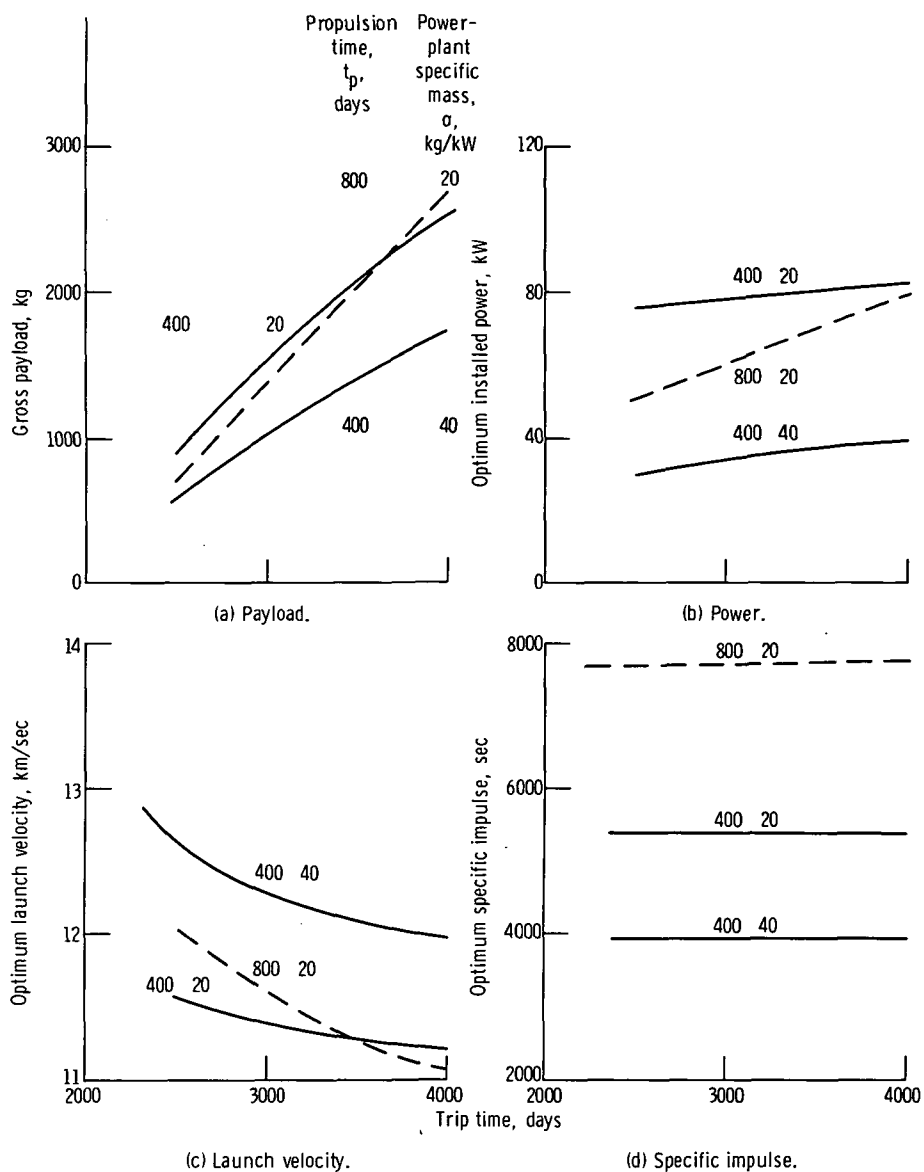 Propulsion
time,
tp,
days
Power-
plant
specific
mass,
α,
kg/kW
3000
2000
1000
0
Gross payload, kg
800 20
400 20
400 40
(a) Payload.
120
80
40
0
Optimum installed power, kW
400 20
800 20
400 40
(b) Power.
14
13
12
11
2000 3000 4000
Optimum launch velocity, km/sec
400 40
800 20
400 20
(c) Launch velocity.
8000
6000
4000
2000
2000 3000 4000
Optimum specific impulse, sec
800 20
400 20
400 40
Trip time, days
(d) Specific impulse.